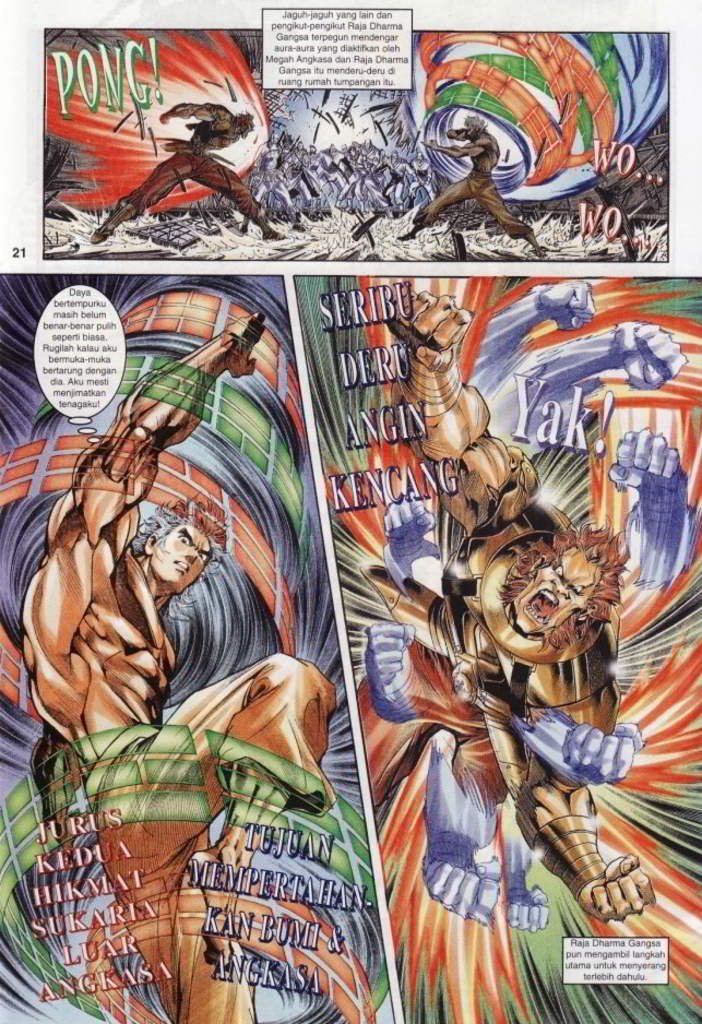 Jaguh-jaguh yang lain dan
pengikut-pengikut Raja Dharma
Gangsa terpegun mendengar
aura-aura yang diaktifkan oleh
Megah Angkasa dan Raja Dharma
Gangsa itu menderu-deru di
ruang rumah tumpangan itu.
PONG!
WO...
WO...
21
Daya
bertempurku
masih belum
benar-benar pulih
seperti biasa.
Rugilah kalau aku
bermuka-muka
bertarung dengan
dia. Aku mesti
menjimatkan
tenagaku!
JURUS
KEDUA
HIKMAT
SUKARIA
LUAR
ANGKASA
TUJUAN
MEMPERTAHAN-
KAN BUMI &
ANGKASA
SERIBU
DERU
ANGIN
KENCANG
Yak!
Raja Dharma Gangsa
pun mengambil langkah
utama untuk menyerang
terlebih dahulu.